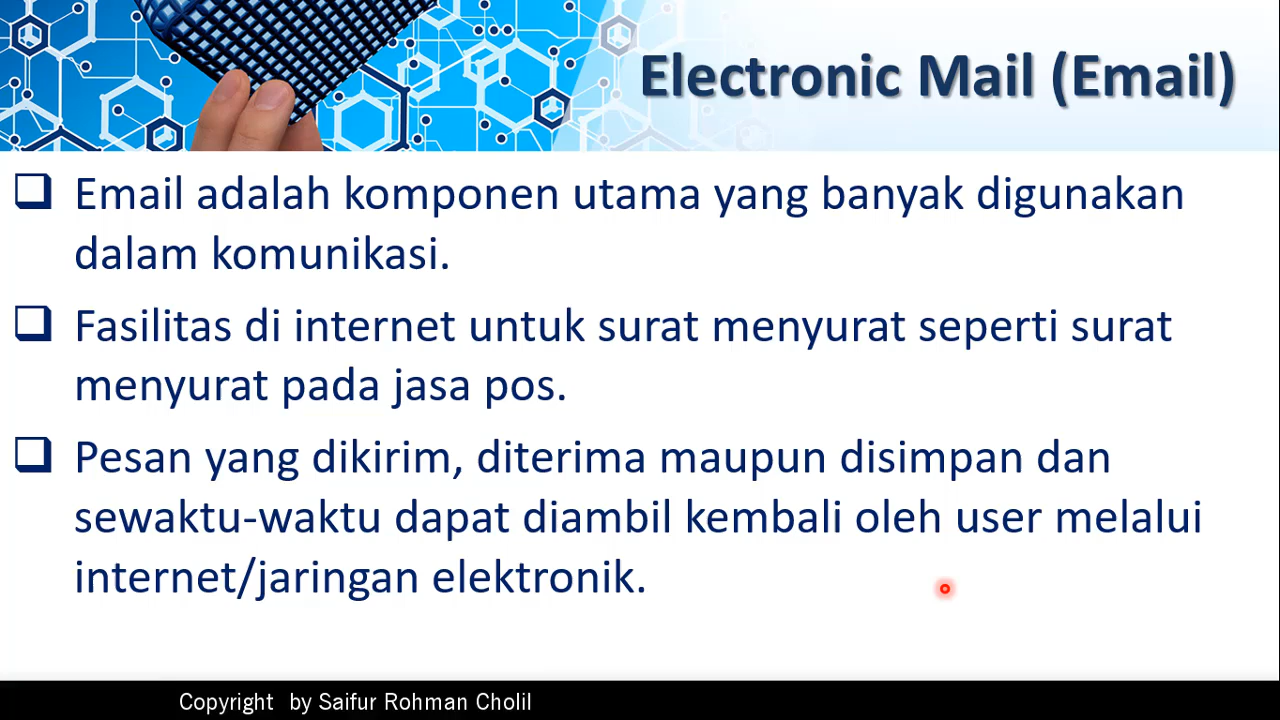 Electronic Mail (Email)
Email adalah komponen utama yang banyak digunakan
dalam komunikasi.
Fasilitas di internet untuk surat menyurat seperti surat
menyurat pada jasa pos.
Pesan yang dikirim, diterima maupun disimpan dan
sewaktu-waktu dapat diambil kembali oleh user melalui
internet/jaringan elektronik.
Copyright by Saifur Rohman Cholil